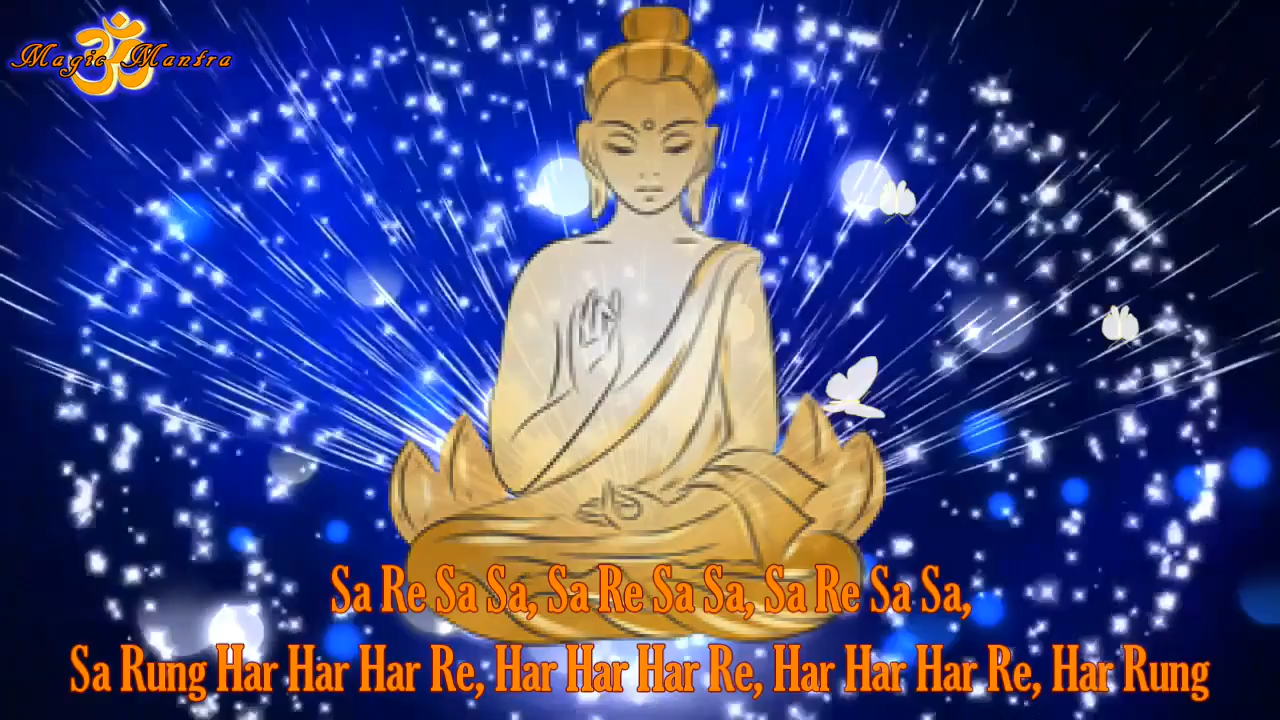 Magic ॐ Mantra
Sa Re Sa Sa, Sa Re Sa Sa, Sa Re Sa Sa,
Sa Rung Har Har Har Re, Har Har Har Re, Har Har Har Re, Har Rung